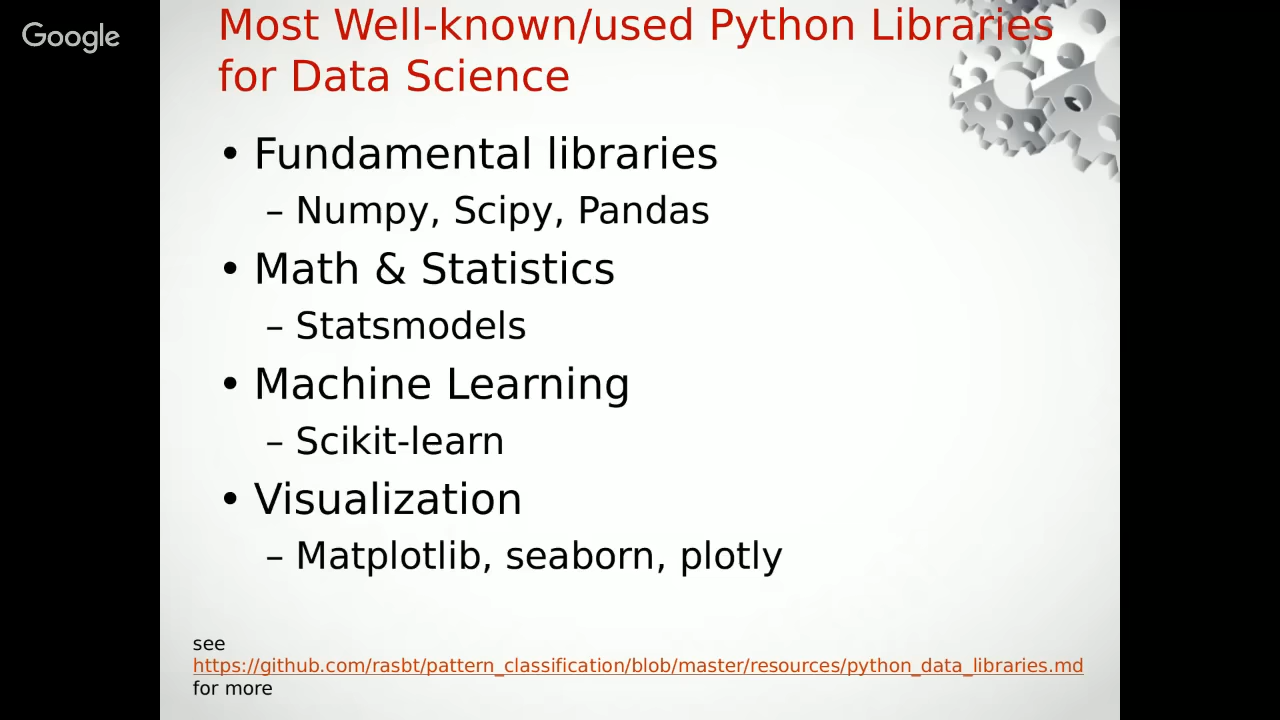 Google
Most Well-known/used Python Libraries
for Data Science
• Fundamental libraries
– Numpy, Scipy, Pandas
• Math & Statistics
– Statsmodels
• Machine Learning
– Scikit-learn
• Visualization
– Matplotlib, seaborn, plotly
see
https://github.com/rasbt/pattern_classification/blob/master/resources/python_data_libraries.md
for more